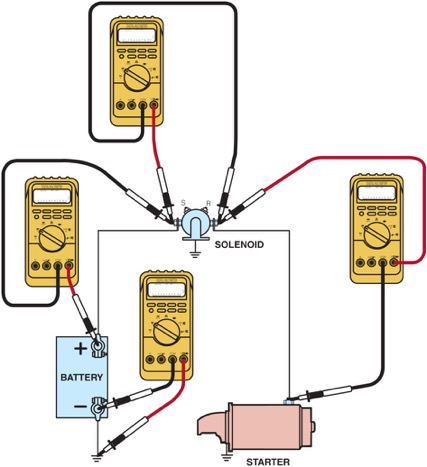 S R
SOLENOID
+
BATTERY
−
STARTER